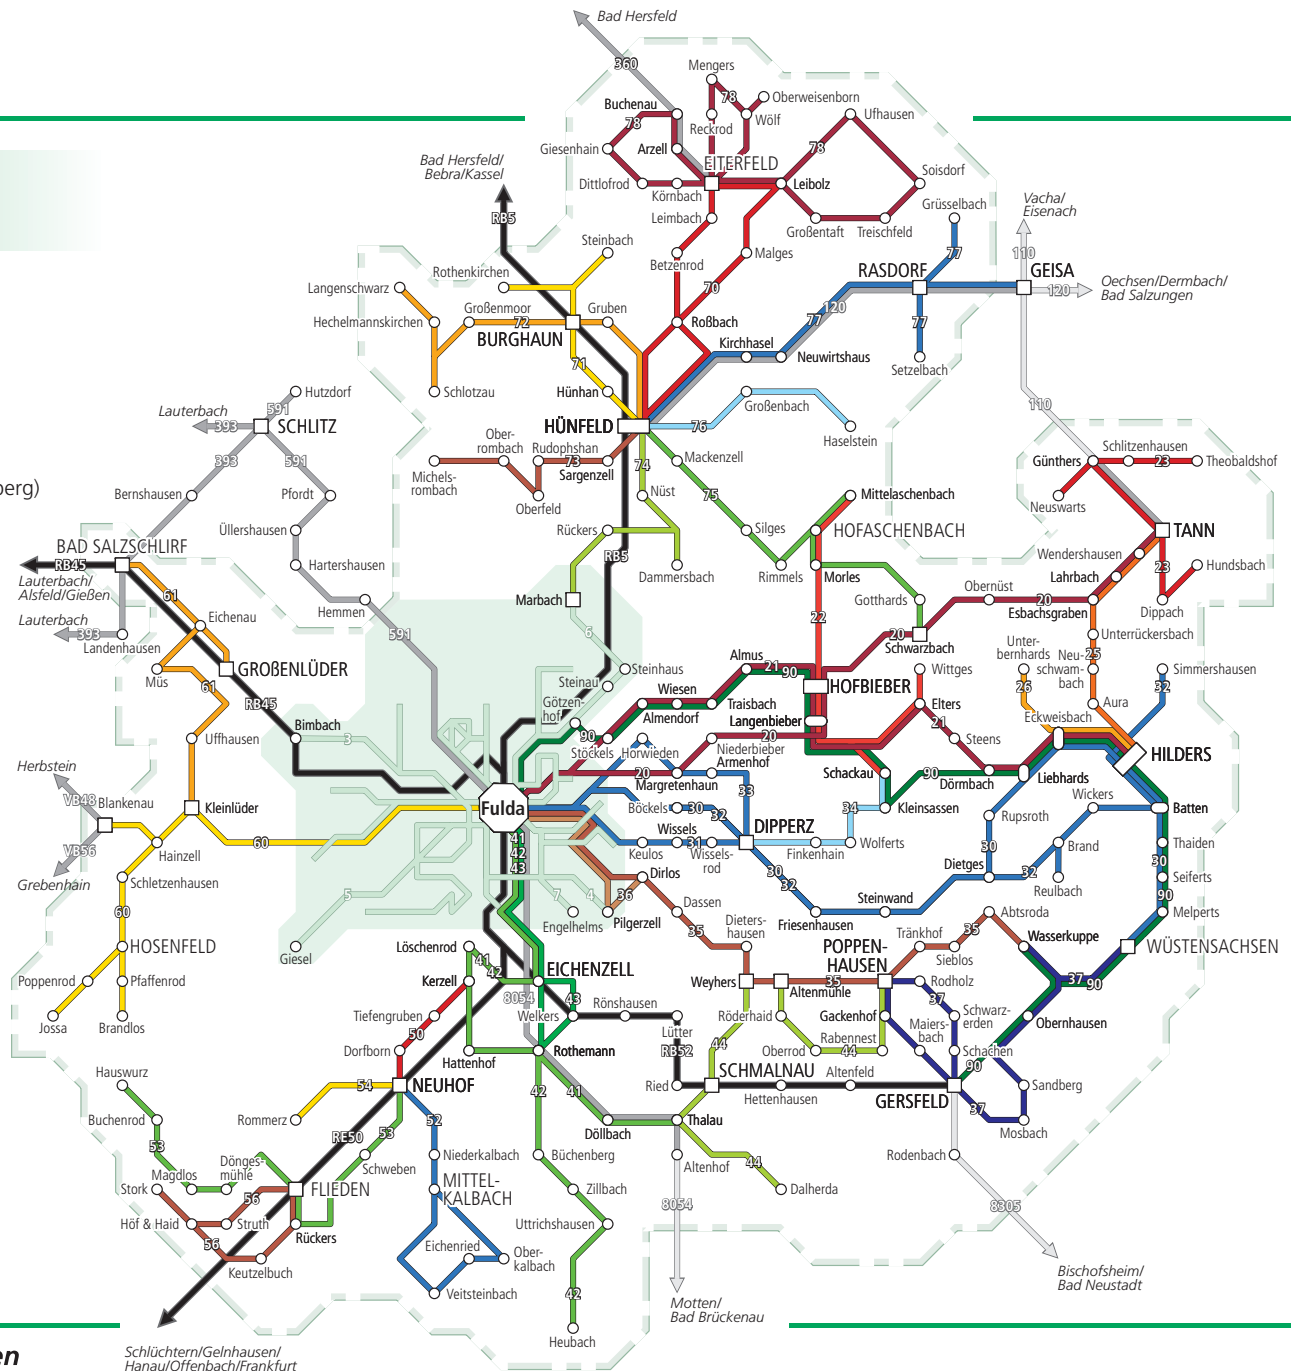 Bad Hersfeld
360
Mengers
78
Oberweisenborn
Buchenau
78
Reckrod
Wölf
Ufhausen
Giesenhain
Arzell
78
EITERFELD
Bad Hersfeld/
Bebra/Kassel
Dittlofrod
Körnbach
Leibolz
Soisdorf
RB5
Leimbach
Großentaft
Treischfeld
Grüsselbach
Vacha/
Eisenach
Steinbach
Betzenrod
Malges
77
110
Rothenkirchen
RASDORF
GEISA
Langenschwarz
70
120
Oechsen/Dermbach/
Bad Salzungen
Großenmoor
Gruben
120
Hechelmannskirchen
72
BURGHAUN
Roßbach
77
77
Kirchhasel
Neuwirtshaus
71
Setzelbach
Hutzdorf
Schlotzau
Hünhan
Großenbach
110
Lauterbach
591
393
SCHLITZ
HÜNFELD
76
Haselstein
Ober-
rombach
Rudophshan
Schlitzenhausen
393
591
73
74
Mackenzell
Günthers
23
Theobaldshof
Michels-
rombach
Sargenzell
berg)
Bernshausen
Pfordt
Oberfeld
Nüst
75
Mittelaschenbach
Neuswarts
Üllershausen
Rückers
Silges
HOFASCHENBACH
TANN
BAD SALZSCHLIRF
RB5
Wendershausen
RB45
Hartershausen
Dammersbach
Rimmels
Morles
Lahrbach
23
Hundsbach
Lauterbach/
Alsfeld/Gießen
61
Hemmen
Marbach
Gotthards
Obernüst
20
Esbachsgraben
Dippach
Lauterbach
393
Eichenau
591
6
22
20
Schwarzbach
Unterrückersbach
Landenhausen
Unter-
bernhards
Neu-
schwam-
bach
25
Müs
GROßENLÜDER
Steinhaus
Almus
21
90
Wittges
Simmershausen
61
Steinau
HOFBIEBER
26
32
RB45
Götzen-
hof
Wiesen
Almendorf
Traisbach
Langenbieber
Elters
Aura
Bimbach
21
Eckweisbach
Uffhausen
3
90
Stöckels
Horwieden
20
Niederbieber
Armenhof
Steens
HILDERS
Herbstein
20
Margretenhaun
Schackau
90
Dörmbach
Liebhards
VB48
Blankenau
Kleinlüder
Fulda
Böckels
30
32
33
34
Kleinsassen
Wickers
Batten
VB56
Hainzell
60
41
42
43
Wissels
31
DIPPERZ
Rupsroth
Thaiden
Grebenhain
Keulos
Wissels-
rod
Finkenhain
Wolferts
30
Brand
30
Schletzenhausen
5
7
4
36
Dirlos
30
32
Dietges
32
Reulbach
Seiferts
90
60
Engelhelms
Pilgerzell
Dassen
35
Friesenhausen
Steinwand
Abtsroda
Melperts
HOSENFELD
Giesel
Löschenrod
Dieters-
hausen
POPPEN-
HAUSEN
Tränkhof
35
Sieblos
Wasserkuppe
WÜSTENSACHSEN
41
42
EICHENZELL
Poppenrod
Pfaffenrod
Kerzell
8054
43
Rönshausen
Weyhers
Altenmühle
35
Rodholz
37
37
90
Jossa
Brandlos
Tiefengruben
50
Welkers
Lütter
Röderhaid
Gackenhof
Maiers-
bach
Schwarz-
erden
Obernhausen
Dorfborn
Hattenhof
Rothemann
RB52
44
Oberrod
Rabennest
44
Schachen
90
Hauswurz
NEUHOF
54
Ried
SCHMALNAU
Hettenhausen
Altenfeld
GERSFELD
Sandberg
42
41
37
Buchenrod
Rommerz
RE50
53
52
Döllbach
Thalau
Mosbach
53
Döngesmühle
Schweben
Niederkalbach
Büchenberg
Altenhof
44
Rodenbach
Magdlos
Stork
56
FLIEDEN
MITTEL-
KALBACH
Zillbach
8054
Dalherda
8305
Höf & Haid
Struth
Rückers
Uttrichshausen
56
Keutzelbuch
Eichenried
Ober-
kalbach
Veitsteinbach
42
Bischofsheim/
Bad Neustadt
Motten/
Bad Brückenau
Heubach
en
Schlüchtern/Gelnhausen/
Hanau/Offenbach/Frankfurt